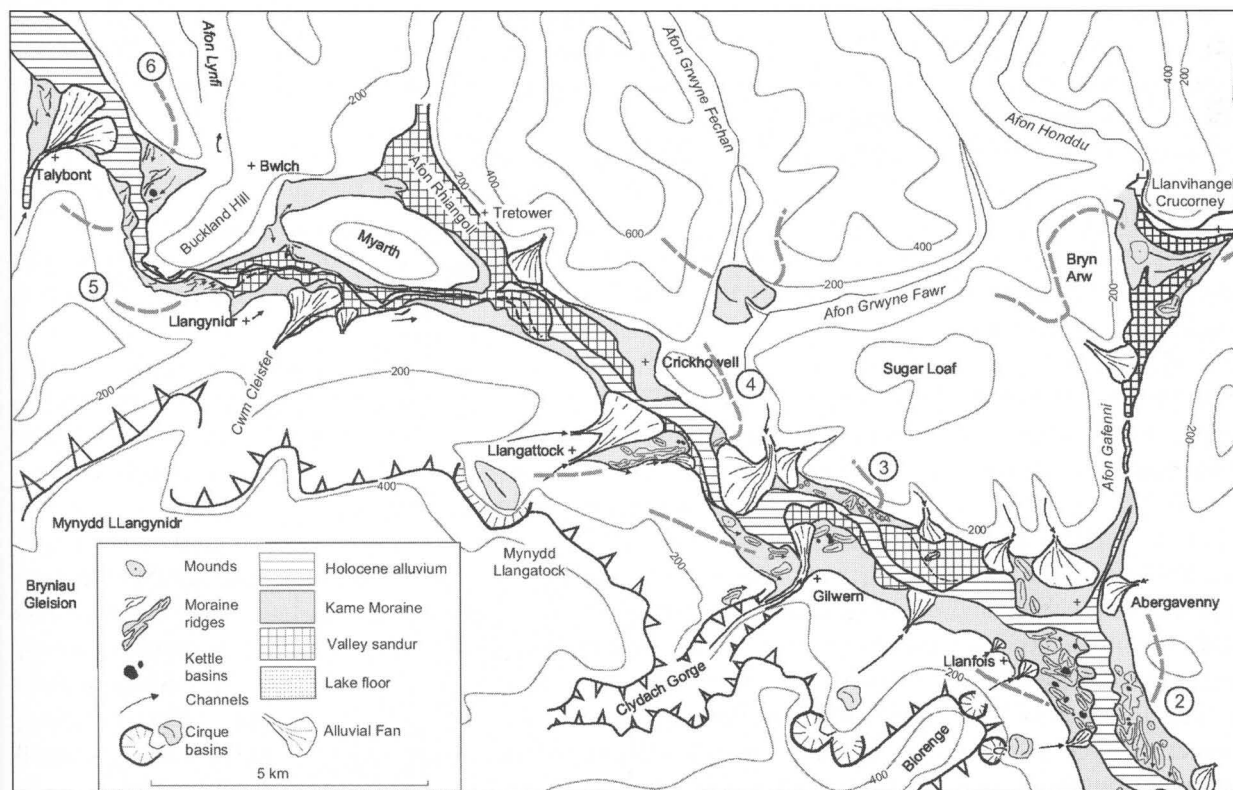 6
Afon Lynfi
200
Afon Grwyne Fechan
400
200
Afon Honddu
Talybont
Bwlch
Buckland Hill
Afon Rhiangoll
200
400
Tretower
Myarth
600
400
Llanvihangel
Crucorney
Bryn
Arw
200
200
Afon Grwyne Fawr
5
Llangynidr
Cwm Cleisfer
200
200
Crickhowell
4
Sugar Loaf
Afon Gafenni
200
Llangattock
3
200
400
Mynydd LLangynidr
Mynydd
Llangatock
200
Gilwern
Abergavenny
Bryniau
Gleision
Clydach Gorge
Llanfois
200
2
Blorenge
400
Mounds
Moraine
ridges
Kettle
basins
Channels
Cirque
basins
Holocene alluvium
Kame Moraine
Valley sandur
Lake floor
Alluvial Fan
5 km